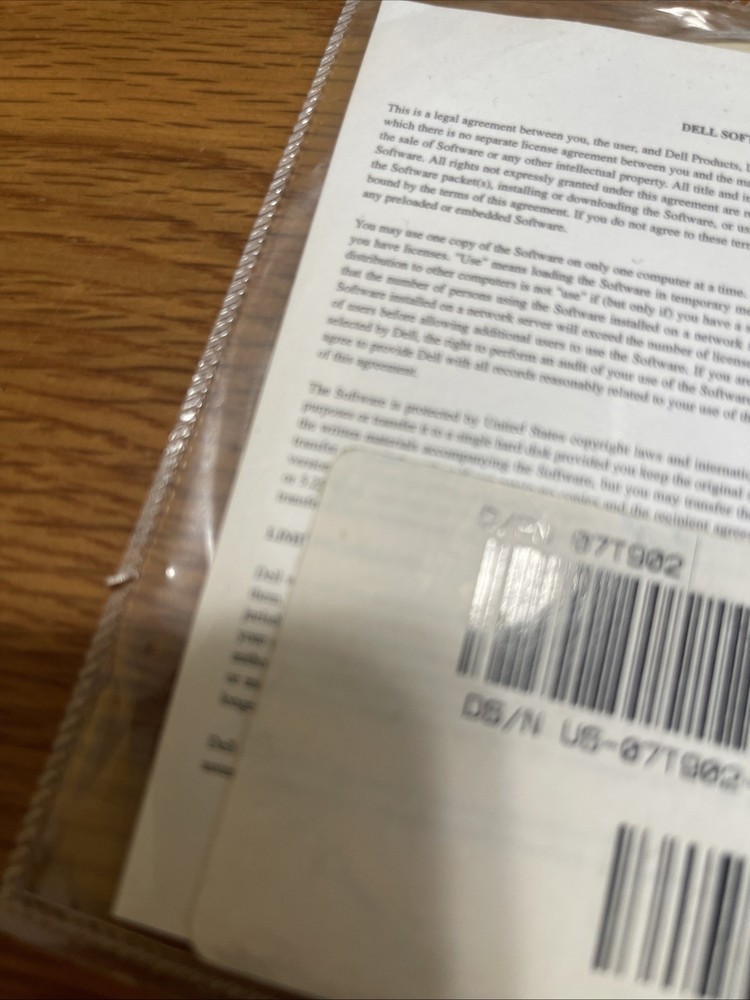 DELL SOF
This is a legal agreement between you, the user, and Dell Products,
which there is no separate license agreement between you and the
the sale of Software or any other intellectual property. All title and
Software. All rights not expressly granted under this agreement are
the Software packet(s), installing or downloading the Software, or
bound by the terms of this agreement. If you do not agree to these
any preloaded or embedded Software.
You may use one copy of the Software on only one computer at a time.
you have licenses. "Use" means loading the Software in temporary
distribution to other computers is not "use" if (but only if) you have a
that the number of persons using the Software installed on a network
Software installed on a network server will exceed the number of
of users before allowing additional users to use the Software. If you
selected by Dell, the right to perform an audit of your use of the
agree to provide Dell with all records reasonably related to your use of
of this agreement.
The Software is protected by United States copyright laws and
purposes or transfer it to a single hard disk provided you keep the original
the written materials accompanying the Software, but you may transfer the
and the recipient
D/PN 07T902
DS/N US-07T902-